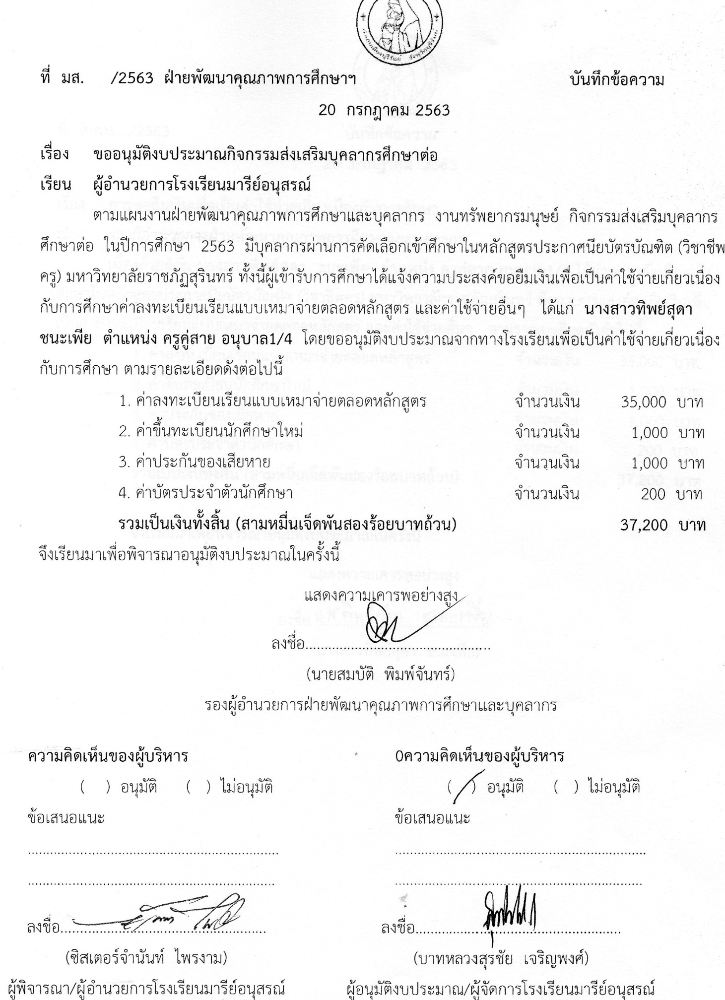 ที่ มส. /2563 ฝ่ายพัฒนาคุณภาพการศึกษาฯ บันทึกข้อความ
20 กรกฎาคม 2563
เรื่อง ขออนุมัติงบประมาณกิจกรรมส่งเสริมบุคลากรศึกษาต่อ
เรียน ผู้อำนวยการโรงเรียนมารีย์อนุสรณ์
ตามแผนงานฝ่ายพัฒนาคุณภาพการศึกษาและบุคลากร งานทรัพยากรมนุษย์ กิจกรรมส่งเสริมบุคลากร
ศึกษาต่อ ในปีการศึกษา 2563 มีบุคลากรผ่านการคัดเลือกเข้าศึกษาในหลักสูตรประกาศนียบัตรบัณฑิต (วิชาชีพ
ครู) มหาวิทยาลัยราชภัฏสุรินทร์ ทั้งนี้ผู้เข้ารับการศึกษาได้แจ้งความประสงค์ขอยืมเงินเพื่อเป็นค่าใช้จ่ายเกี่ยวเนื่อง
กับการศึกษาค่าลงทะเบียนเรียนแบบเหมาจ่ายตลอดหลักสูตร และค่าใช้จ่ายอื่นๆ ได้แก่ นางสาวทิพย์สุดา
ชนะเพีย ตำแหน่ง ครูคู่สาย อนุบาล1/4 โดยขออนุมัติงบประมาณจากทางโรงเรียนเพื่อเป็นค่าใช้จ่ายเกี่ยวเนื่อง
กับการศึกษา ตามรายละเอียดดังต่อไปนี้
1. ค่าลงทะเบียนเรียนแบบเหมาจ่ายตลอดหลักสูตร จำนวนเงิน 35,000 บาท
2. ค่าขึ้นทะเบียนนักศึกษาใหม่ จำนวนเงิน 1,000 บาท
3. ค่าประกันของเสียหาย จำนวนเงิน 1,000 บาท
4. ค่าบัตรประจำตัวนักศึกษา จำนวนเงิน 200 บาท
รวมเป็นเงินทั้งสิ้น (สามหมื่นเจ็ดพันสองร้อยบาทถ้วน) 37,200 บาท
จึงเรียนมาเพื่อพิจารณาอนุมัติงบประมาณในครั้งนี้
แสดงความเคารพอย่างสูง
ลงชื่อ................................................
(นายสมบัติ พิมพ์จันทร์)
รองผู้อำนวยการฝ่ายพัฒนาคุณภาพการศึกษาและบุคลากร
ความคิดเห็นของผู้บริหาร 0ความคิดเห็นของผู้บริหาร
( ) อนุมัติ ( ) ไม่อนุมัติ (/) อนุมัติ ( ) ไม่อนุมัติ
ข้อเสนอแนะ ข้อเสนอแนะ
ลงชื่อ................................................ ลงชื่อ................................................
(ซิสเตอร์จำนันท์ ไพรงาม) (บาทหลวงสุรชัย เจริญพงศ์)
ผู้พิจารณา/ผู้อำนวยการโรงเรียนมารีย์อนุสรณ์ ผู้อนุมัติงบประมาณ/ผู้จัดการโรงเรียนมารีย์อนุสรณ์